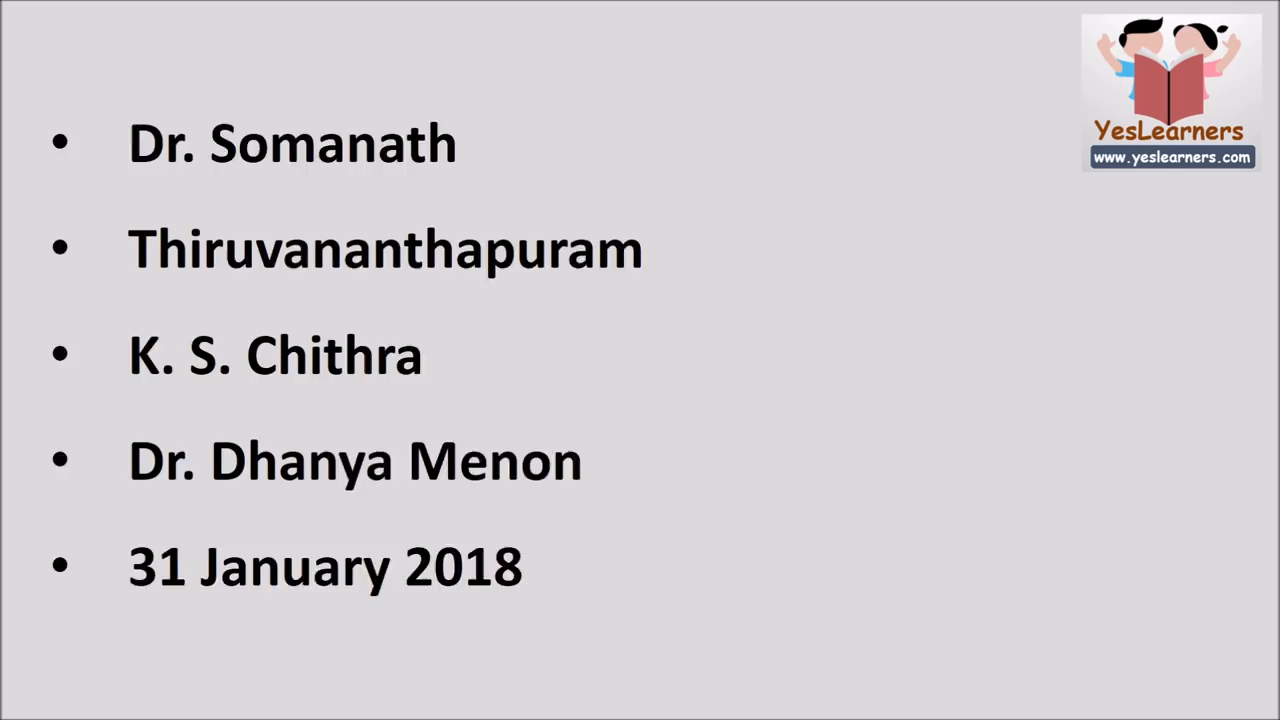 • Dr. Somanath
• Thiruvananthapuram
• K. S. Chithra
• Dr. Dhanya Menon
• 31 January 2018
YesLearners
www.yeslearners.com